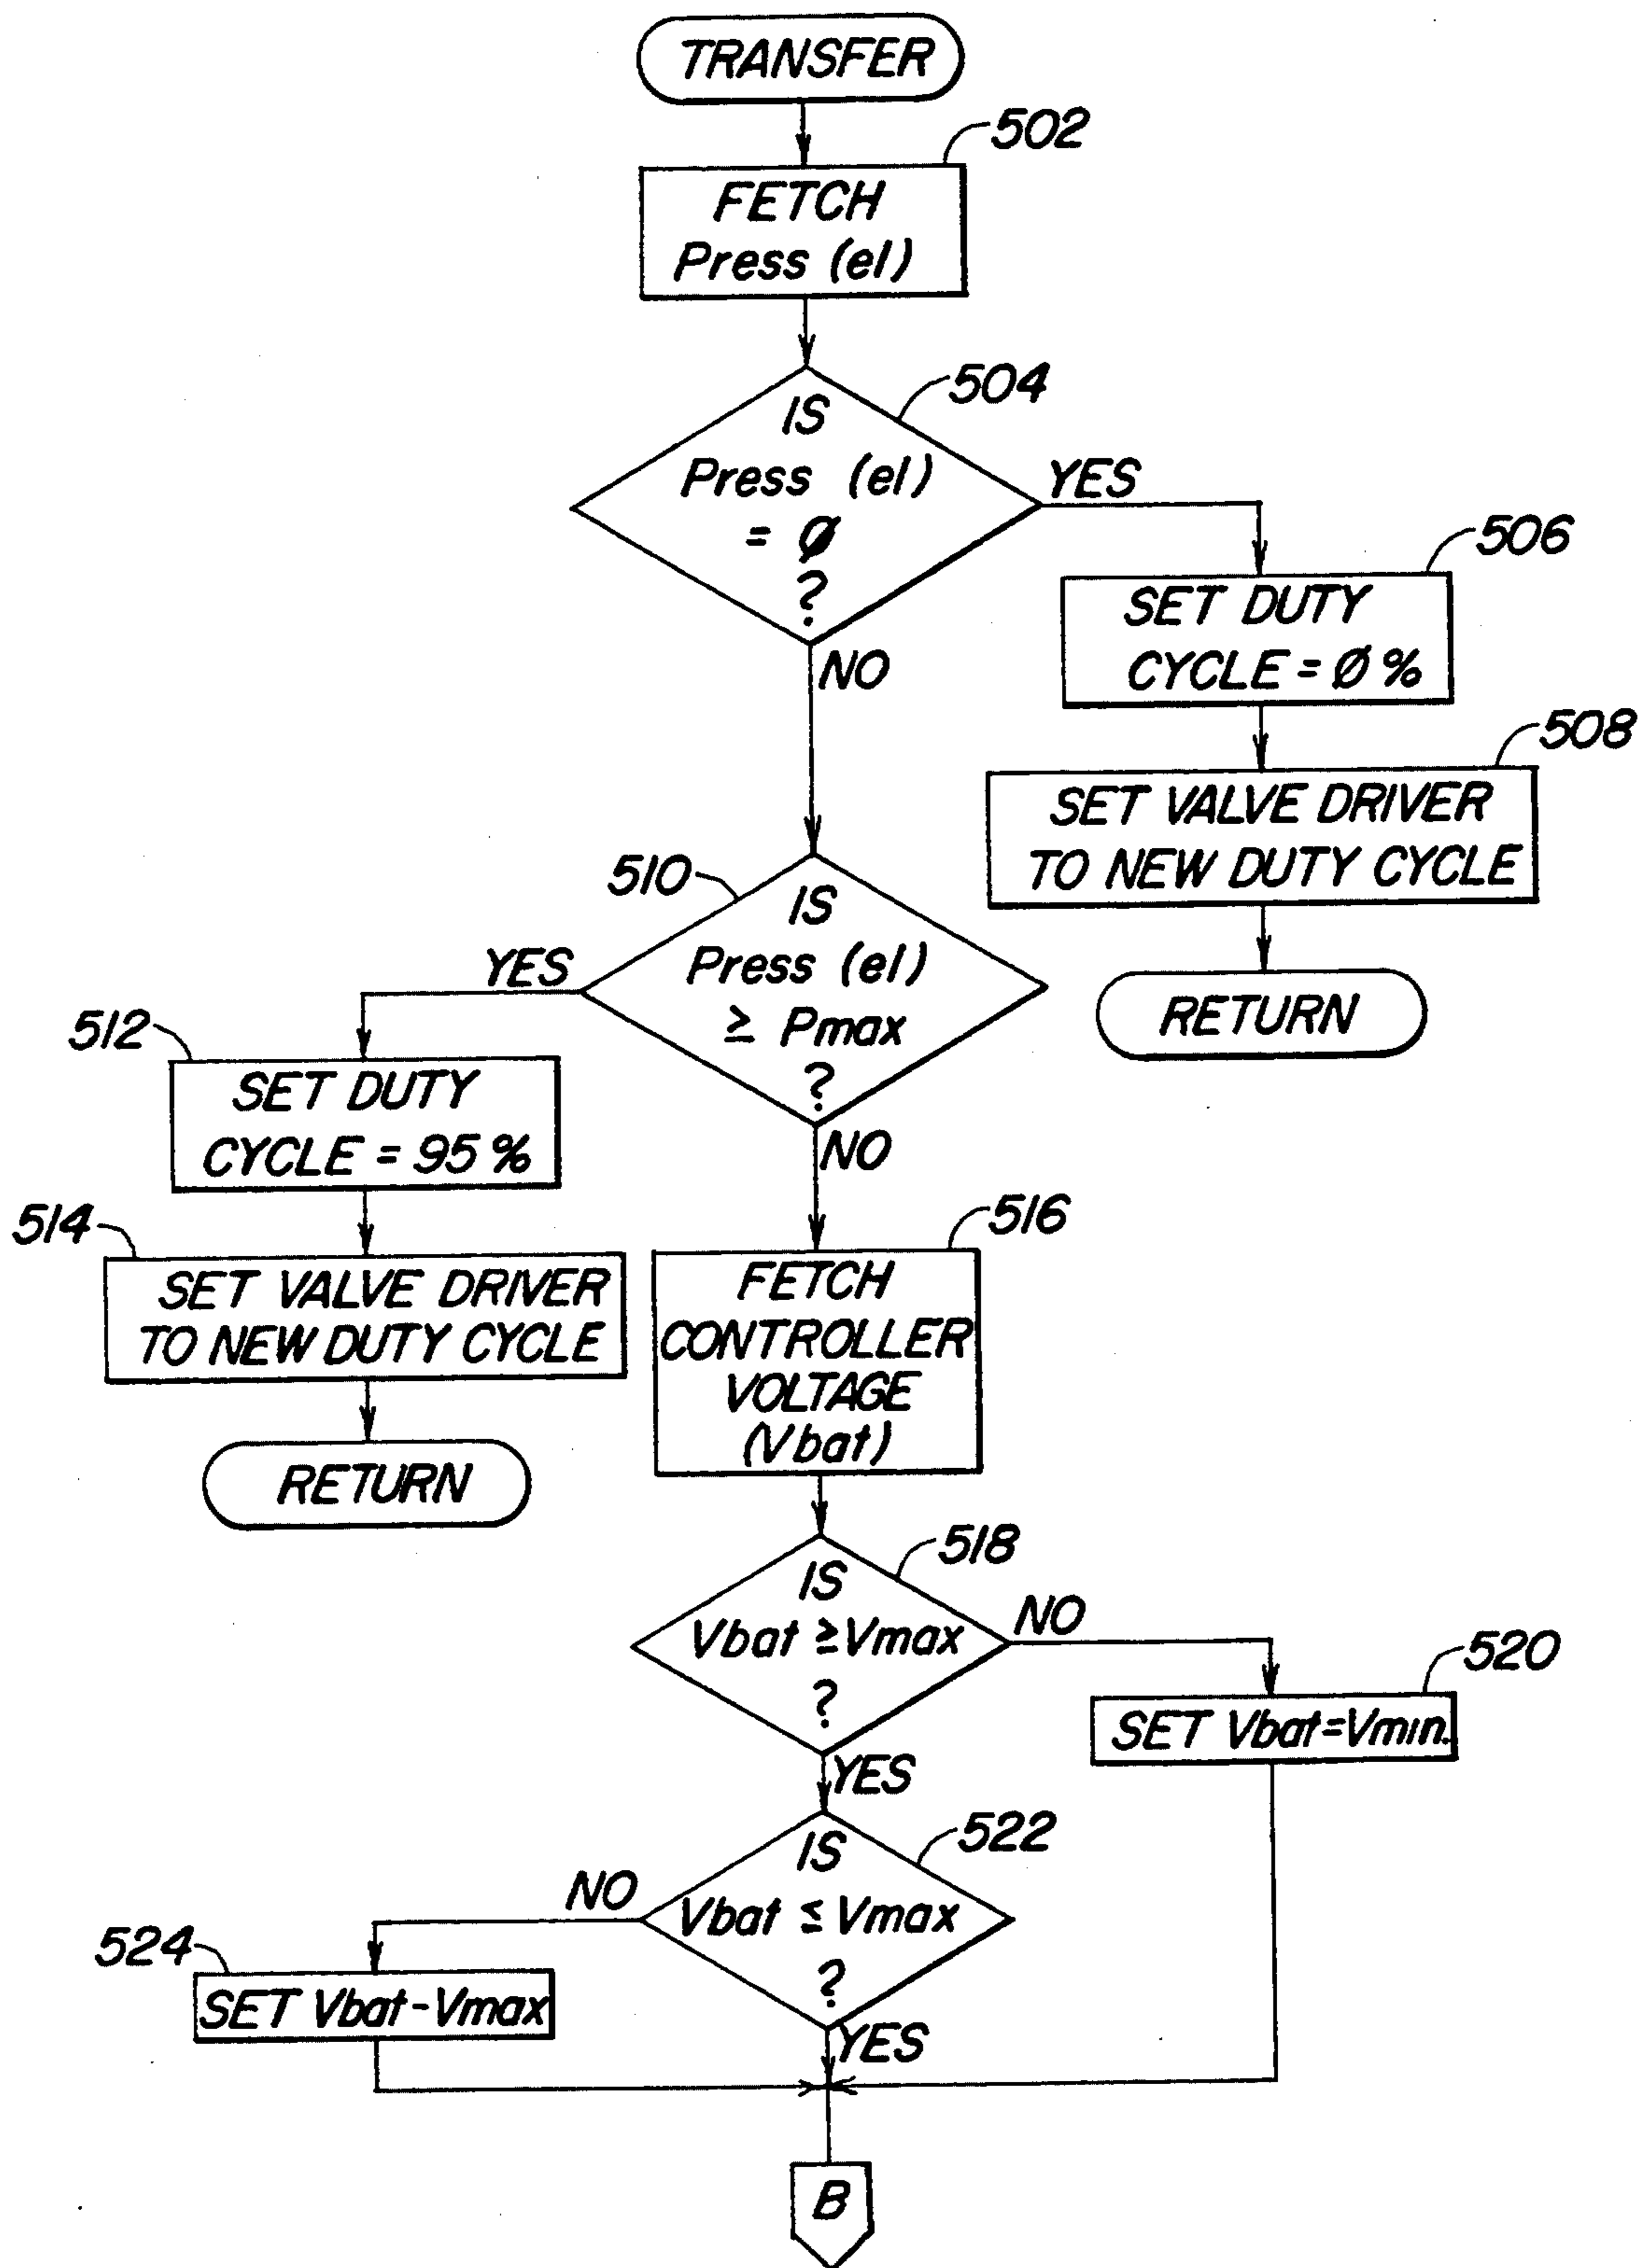 TRANSFER
502
FETCH
Press (el)
504
IS
Press (el)
= Ø
?
YES
NO
506
SET DUTY
CYCLE = Ø %
508
SET VALVE DRIVER
TO NEW DUTY CYCLE
RETURN
510
IS
Press (el)
≥ Pmax
?
YES
NO
512
SET DUTY
CYCLE = 95 %
514
SET VALVE DRIVER
TO NEW DUTY CYCLE
RETURN
516
FETCH
CONTROLLER
VOLTAGE
(Vbat)
518
IS
Vbat ≥ Vmax
?
NO
YES
520
SET Vbat=Vmin.
522
IS
Vbat ≤ Vmax
?
NO
YES
524
SET Vbat-Vmax
B